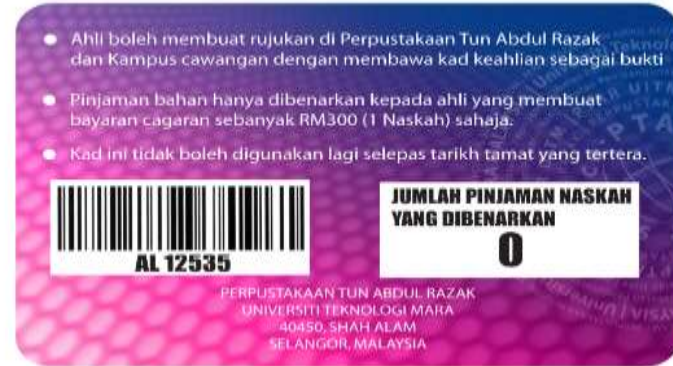 Ahli boleh membuat rujukan di Perpustakaan Tun Abdul Razak
dan Kampus cawangan dengan membawa kad keahlian sebagai bukti
Pinjaman bahan hanya dibenarkan kepada ahli yang membuat
bayaran cagaran sebanyak RM300 (1 Naskah) sahaja.
Kad ini tidak boleh digunakan lagi selepas tarikh tamat yang tertera.
AL 12535
JUMLAH PINJAMAN NASKAH
YANG DIBENARKAN
0
PERPUSTAKAAN TUN ABDUL RAZAK
UNIVERSITI TEKNOLOGI MARA
40450, SHAH ALAM
SELANGOR, MALAYSIA